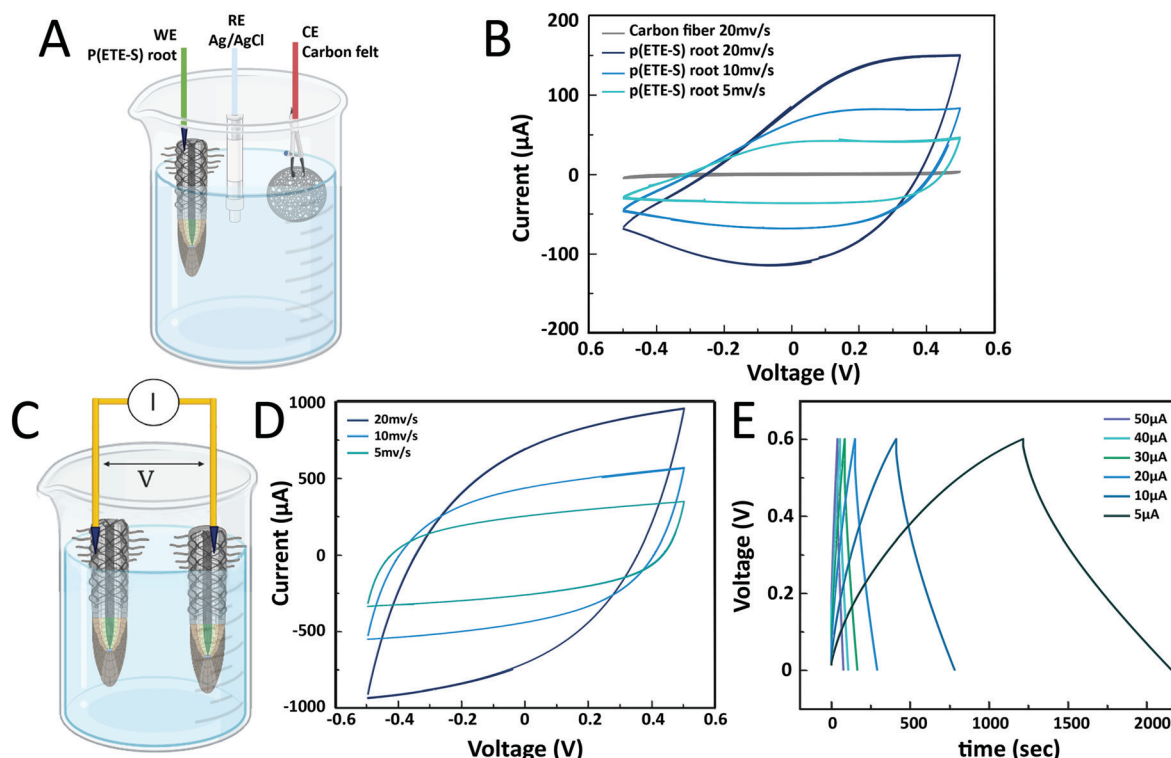 A
WE
P(ETE-S) root
RE
Ag/AgCl
CE
Carbon felt
B
Carbon fiber 20mv/s
p(ETE-S) root 20mv/s
p(ETE-S) root 10mv/s
p(ETE-S) root 5mv/s
Current (µA)
200
100
0
-100
-200
0.6 -0.4 -0.2 0 0.2 0.4 0.6
Voltage (V)
C
I
V
D
20mv/s
10mv/s
5mv/s
Current (µA)
1000
500
0
-500
-1000
-0.6 -0.4 -0.2 0 0.2 0.4 0.6
Voltage (V)
E
50µA
40µA
30µA
20µA
10µA
5µA
Voltage (V)
0.6
0.4
0.2
0
0 500 1000 1500 2000
time (sec)